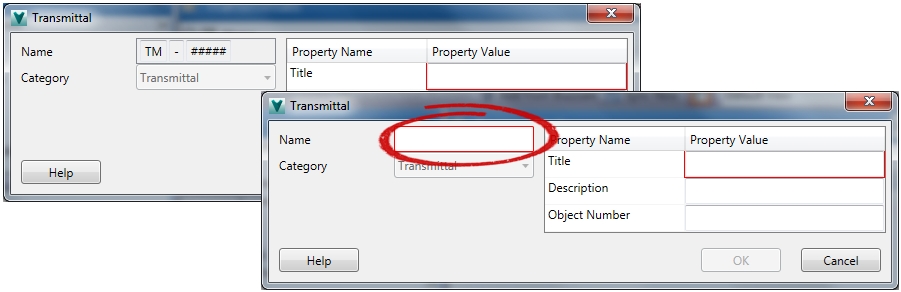 Transmittal
Name TM - ##### Property Name Property Value
Category Transmittal Title
Help
Transmittal
Name Property Name Property Value
Category Transmittal Title
Description
Object Number
Help OK Cancel